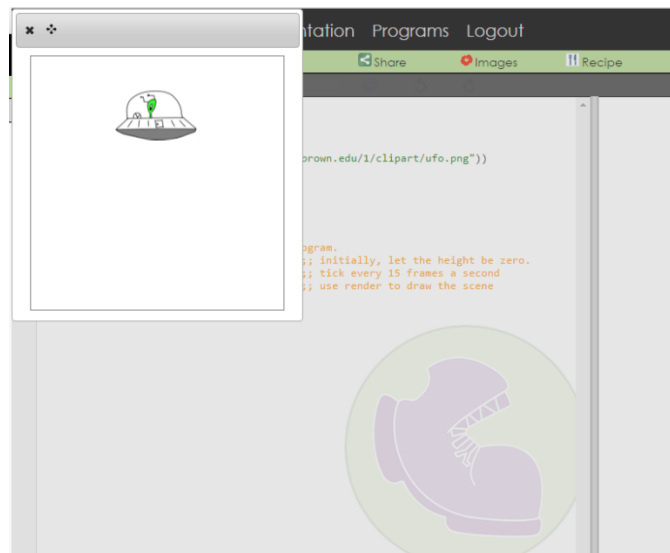 ntation Programs Logout
Share Images Recipe
brown.edu/1/clipart/ufo.png"))
ogram.
;; initially, let the height be zero.
;; tick every 15 frames a second
;; use render to draw the scene